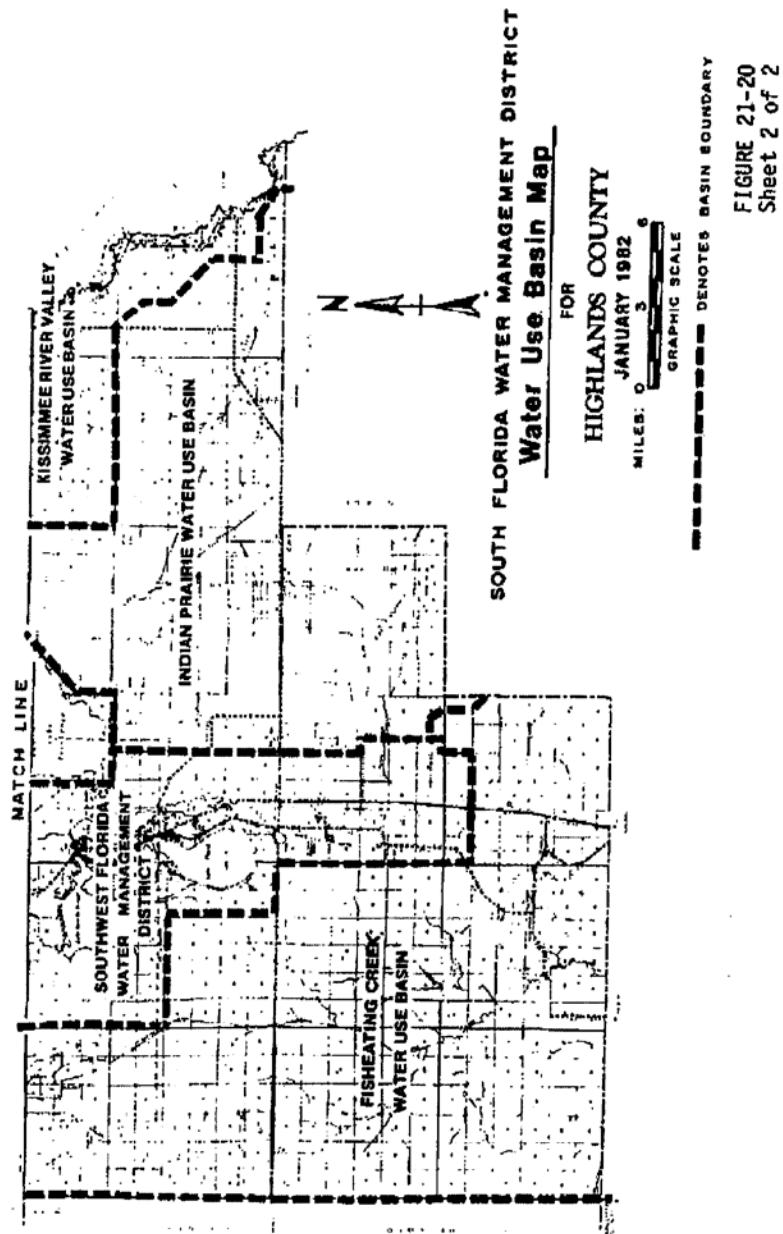 MATCH LINE
KISSIMMEE RIVER VALLEY
WATER USE BASIN
SOUTHWEST FLORIDA
WATER MANAGEMENT
DISTRICT
INDIAN PRAIRIE WATER USE BASIN
FISHEATING CREEK
WATER USE BASIN
N
SOUTH FLORIDA WATER MANAGEMENT DISTRICT
Water Use Basin Map
FOR
HIGHLANDS COUNTY
JANUARY 1982
MILES: 0 3 6
GRAPHIC SCALE
DENOTES BASIN BOUNDARY
FIGURE 21-20
Sheet 2 of 2